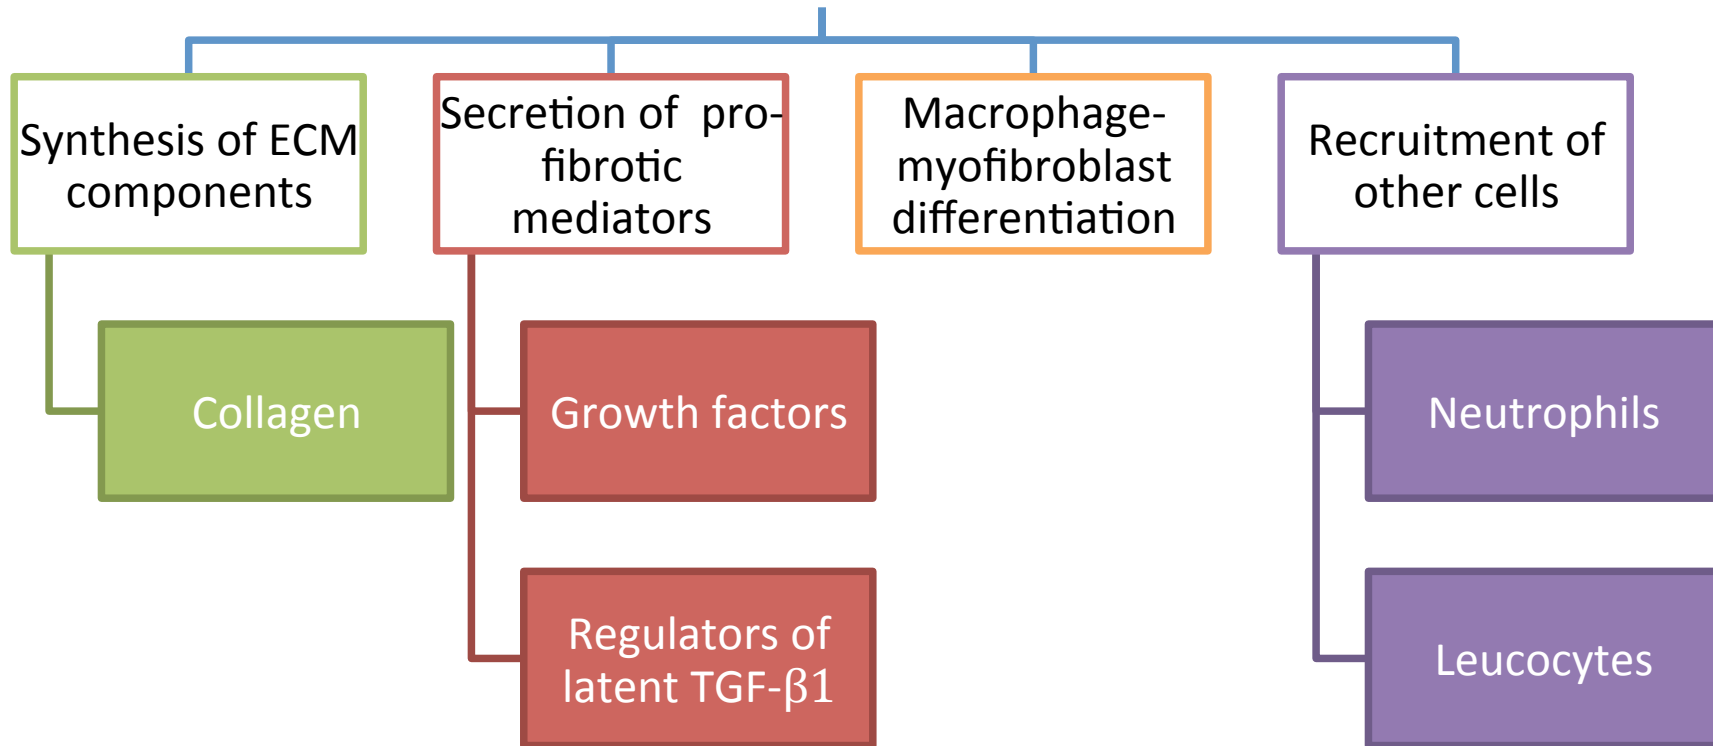 Synthesis of ECM
components
Secretion of pro-
fibrotic
mediators
Macrophage-
myofibroblast
differentiation
Recruitment of
other cells
Collagen
Growth factors
Neutrophils
Regulators of
latent TGF-β1
Leucocytes